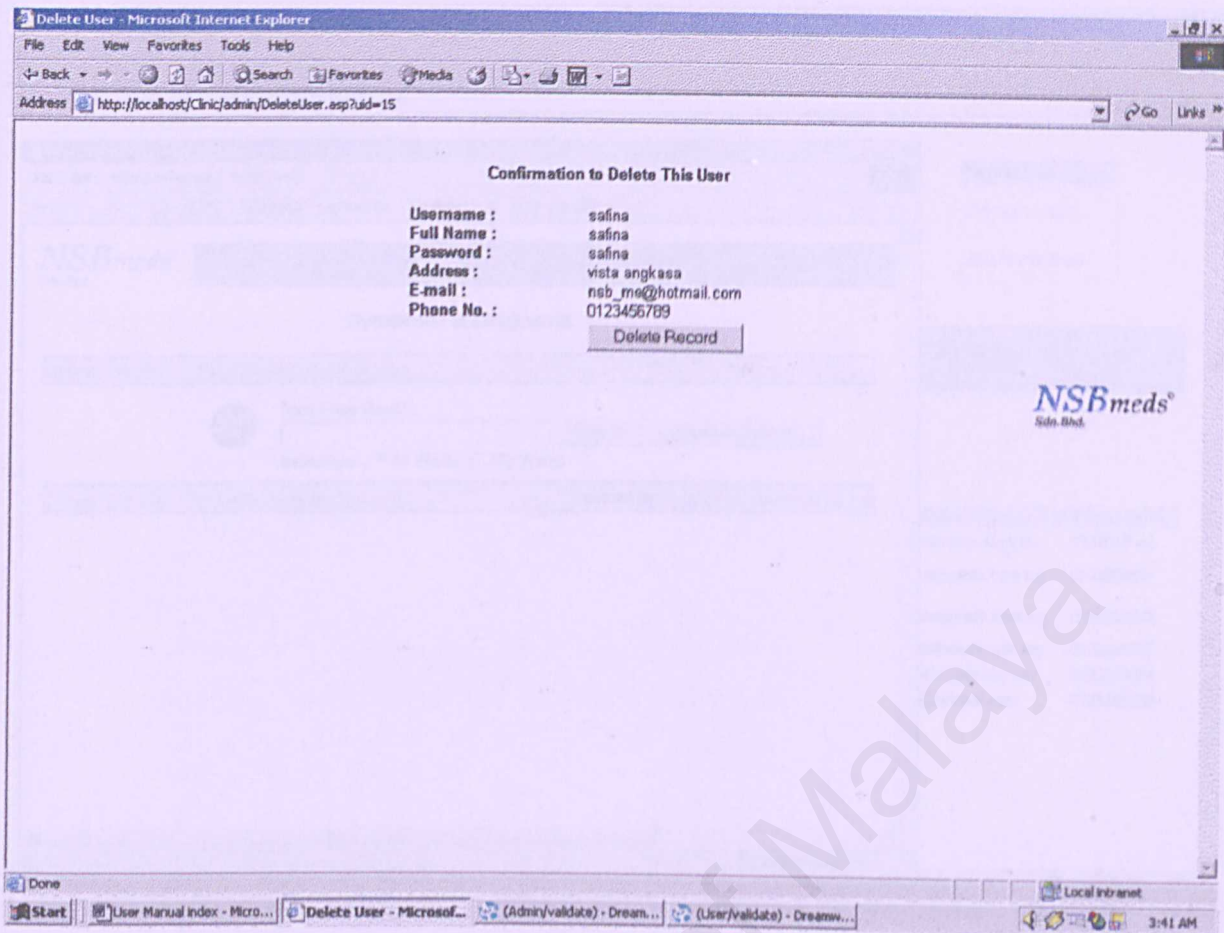 Delete User - Microsoft Internet Explorer
File Edit View Favorites Tools Help
Back Search Favorites Media
Address http://localhost/Clinic/admin/DeleteUser.asp?uid=15 Go Links »
Confirmation to Delete This User
Username : safina
Full Name : safina
Password : safina
Address : vista angkasa
E-mail : nsb_me@hotmail.com
Phone No. : 0123456789
Delete Record
NSBmeds®
Sdn.Bhd.
Malaya
Done Local intranet
Start User Manual index - Micro... Delete User - Microsof... (Admin/validate) - Dream... (User/validate) - Dreamw... 3:41 AM